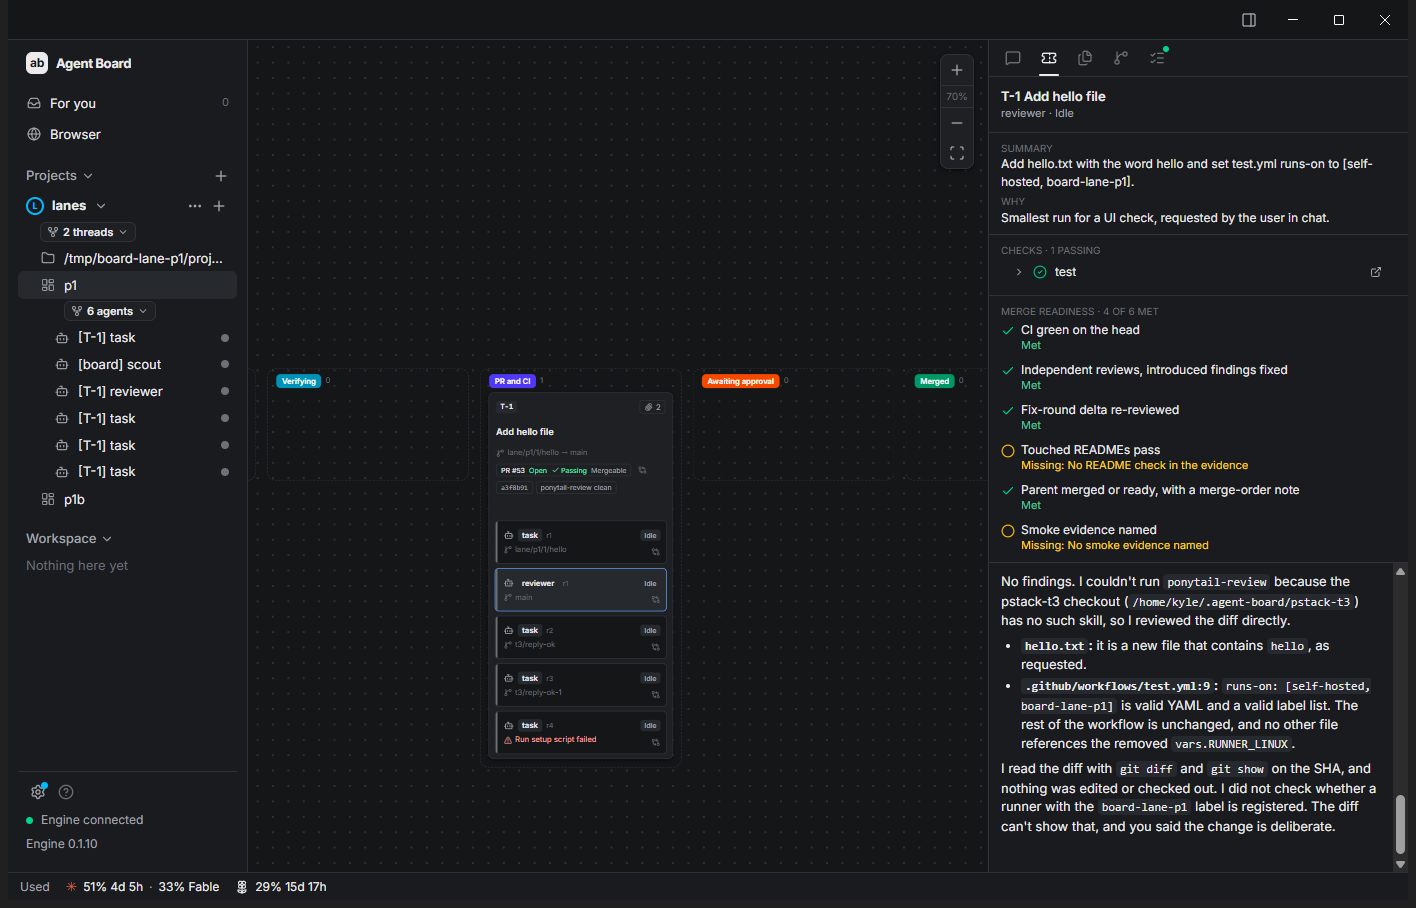 ab Agent Board
For you 0
Browser
Projects
L lanes
2 threads
/tmp/board-lane-p1/proj...
p1
6 agents
[T-1] task
[board] scout
[T-1] reviewer
[T-1] task
[T-1] task
[T-1] task
p1b
Workspace
Nothing here yet
Engine connected
Engine 0.1.10
Used 51% 4d 5h · 33% Fable 29% 15d 17h
70%
Verifying 0
PR and CI 1
T-1 2
Add hello file
lane/p1/1/hello → main
PR #53 Open Passing Mergeable
a3f8b91 ponytail-review clean
task r1 Idle
lane/p1/1/hello
reviewer r1 Idle
main
task r2 Idle
t3/reply-ok
task r3 Idle
t3/reply-ok-1
task r4 Idle
Run setup script failed
Awaiting approval 0
Merged 0
T-1 Add hello file
reviewer · Idle
SUMMARY
Add hello.txt with the word hello and set test.yml runs-on to [self-
hosted, board-lane-p1].
WHY
Smallest run for a UI check, requested by the user in chat.
CHECKS · 1 PASSING
test
MERGE READINESS · 4 OF 6 MET
CI green on the head
Met
Independent reviews, introduced findings fixed
Met
Fix-round delta re-reviewed
Met
Touched READMEs pass
Missing: No README check in the evidence
Parent merged or ready, with a merge-order note
Met
Smoke evidence named
Missing: No smoke evidence named
No findings. I couldn't run ponytail-review because the
pstack-t3 checkout ( /home/kyle/.agent-board/pstack-t3 )
has no such skill, so I reviewed the diff directly.
• hello.txt : it is a new file that contains hello , as
requested.
• .github/workflows/test.yml:9 : runs-on: [self-hosted,
board-lane-p1] is valid YAML and a valid label list. The
rest of the workflow is unchanged, and no other file
references the removed vars.RUNNER_LINUX .
I read the diff with git diff and git show on the SHA, and
nothing was edited or checked out. I did not check whether a
runner with the board-lane-p1 label is registered. The diff
can't show that, and you said the change is deliberate.